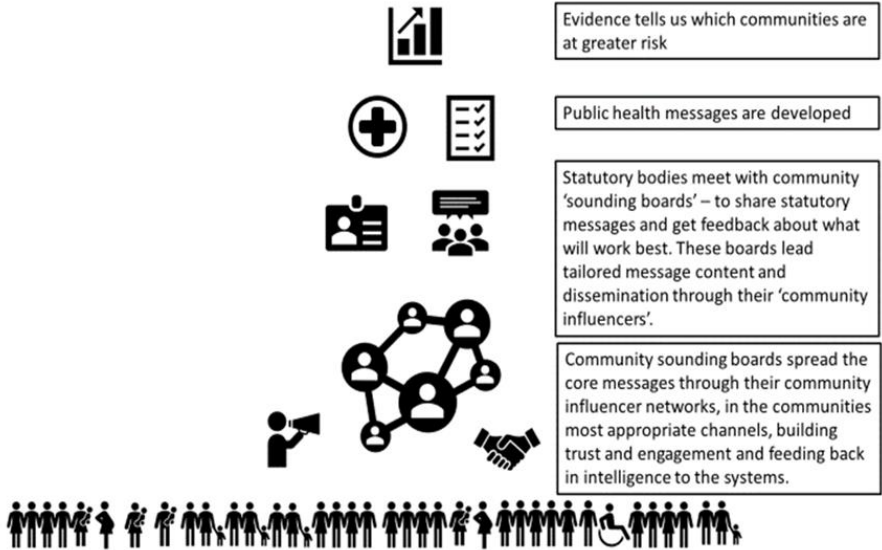 Evidence tells us which communities are
at greater risk
Public health messages are developed
Statutory bodies meet with community
‘sounding boards’ – to share statutory
messages and get feedback about what
will work best. These boards lead
tailored message content and
dissemination through their ‘community
influencers’.
Community sounding boards spread the
core messages through their community
influencer networks, in the communities
most appropriate channels, building
trust and engagement and feeding back
in intelligence to the systems.